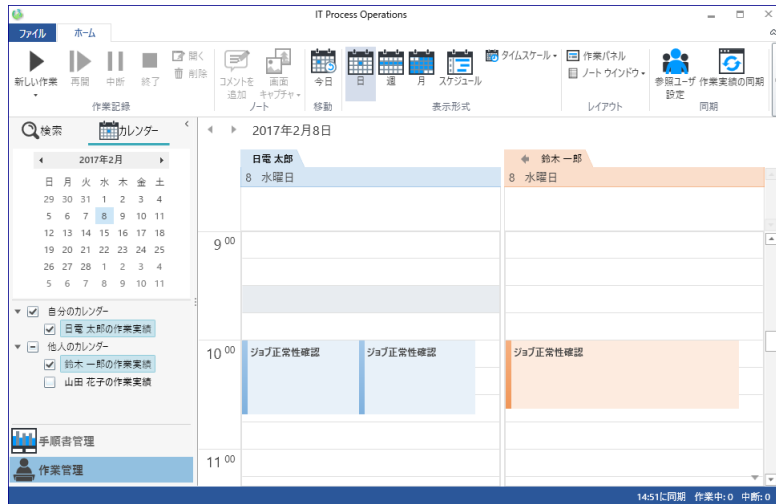 IT Process Operations
ファイル ホーム
新しい作業 再開 中断 終了 開く 削除
作業記録
コメントを追加 画面キャプチャ
ノート
今日
移動
日 週 月 スケジュール タイムスケール
表示形式
作業パネル
ノートウインドウ
レイアウト
参照ユーザ設定 作業実績の同期
同期
検索 カレンダー
2017年2月8日
2017年2月
日 月 火 水 木 金 土
29 30 31 1 2 3 4
5 6 7 8 9 10 11
12 13 14 15 16 17 18
19 20 21 22 23 24 25
26 27 28 1 2 3 4
5 6 7 8 9 10 11
自分のカレンダー
日電 太郎の作業実績
他人のカレンダー
鈴木 一郎の作業実績
山田 花子の作業実績
手順書管理
作業管理
日電 太郎 鈴木 一郎
8 水曜日 8 水曜日
9 00
10 00 ジョブ正常性確認 ジョブ正常性確認 ジョブ正常性確認
11 00
14:51に同期 作業中: 0 中断: 0